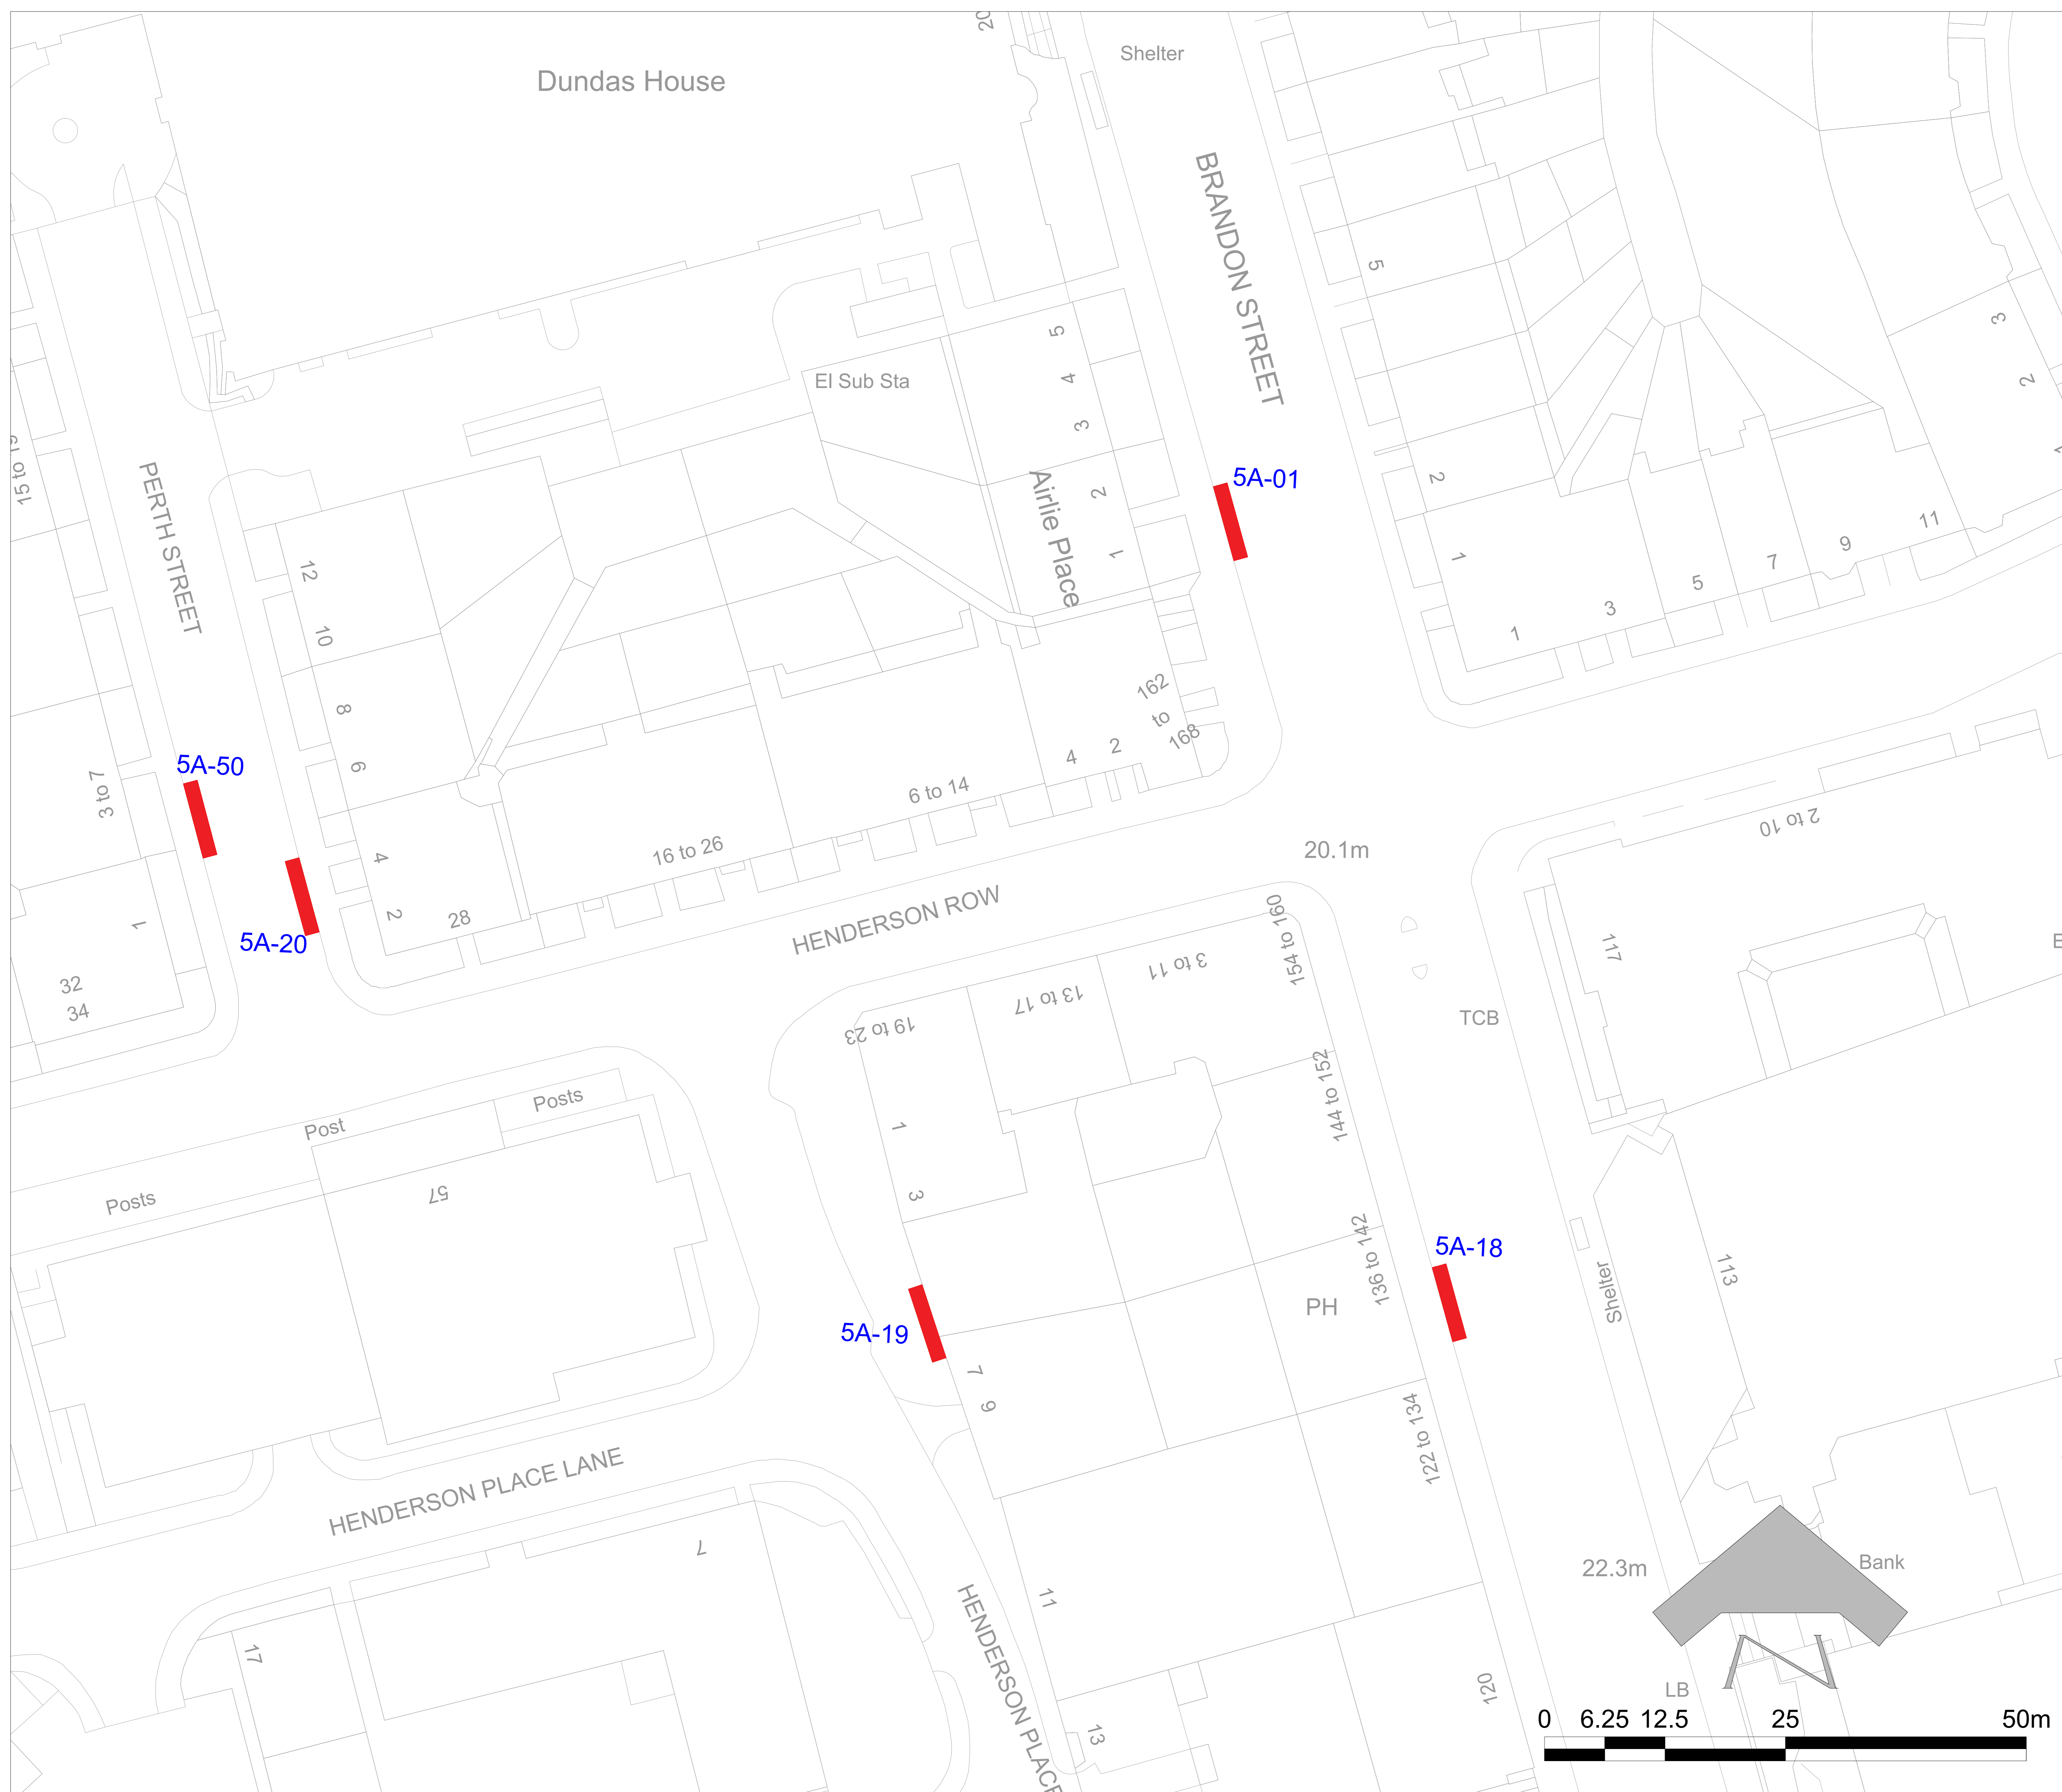 20
Shelter
Dundas House
BRANDON STREET
5
3
2
1
5
4
3
2
1
El Sub Sta
Airlie Place
5A-01
2
1
1
3
5
7
9
11
15 to 19
PERTH STREET
12
10
8
6
4
2
28
162
to
168
4
2
6 to 14
16 to 26
5A-50
3 to 7
5A-20
1
32
34
HENDERSON ROW
20.1m
2 to 10
117
TCB
E
154 to 160
3 to 11
13 to 17
19 to 23
144 to 152
1
3
Posts
Post
Posts
57
136 to 142
5A-18
Shelter
113
PH
5A-19
7
9
122 to 134
HENDERSON PLACE LANE
7
17
HENDERSON PLACE
11
13
120
22.3m
Bank
N
LB
0 6.25 12.5 25 50m